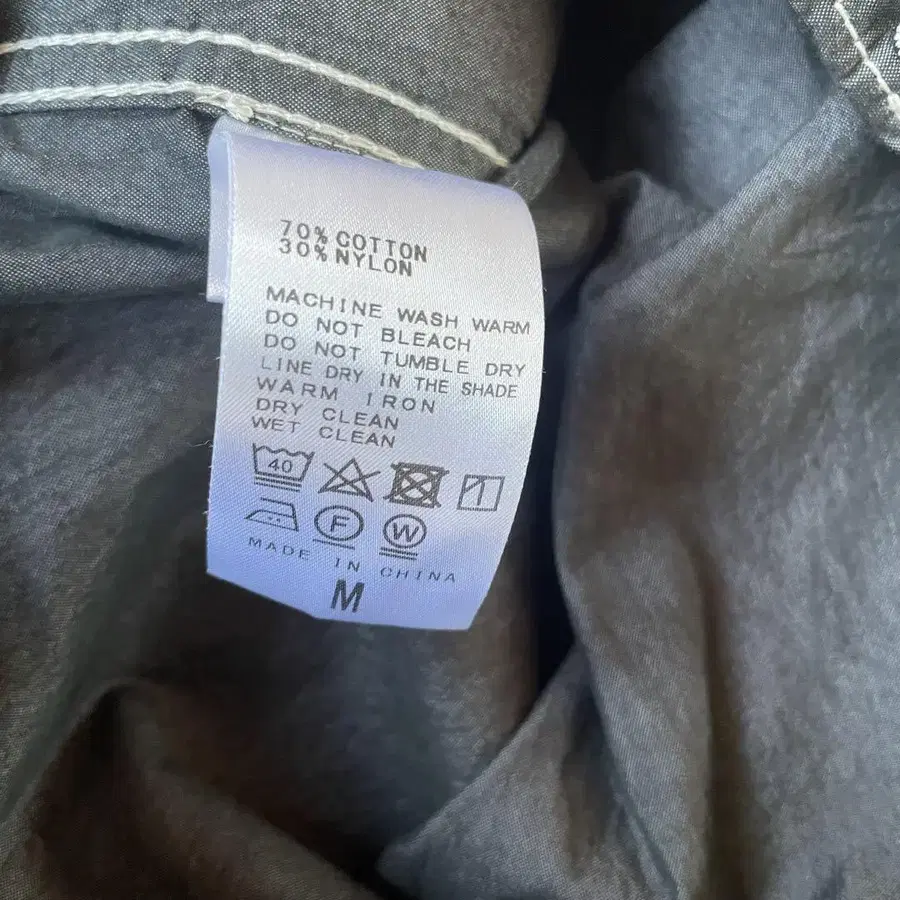 70% COTTON
30% NYLON
MACHINE WASH WARM
DO NOT BLEACH
DO NOT TUMBLE DRY
LINE DRY IN THE SHADE
WARM IRON
DRY CLEAN
WET CLEAN
40
F W
MADE IN CHINA
M